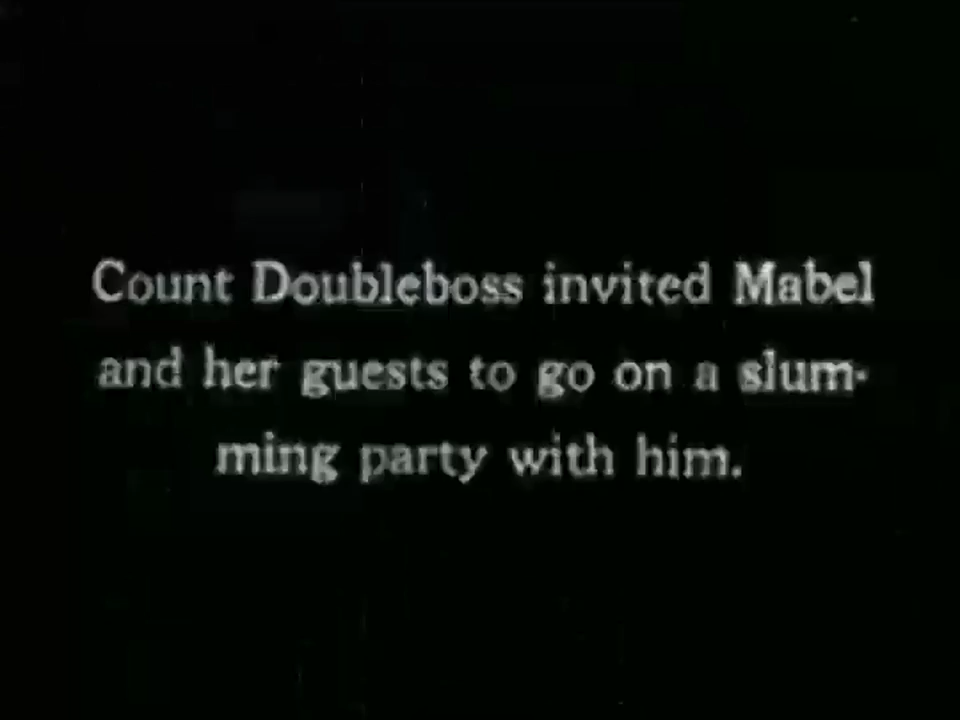 Count Doubleboss invited Mabel
and her guests to go on a slum-
ming party with him.